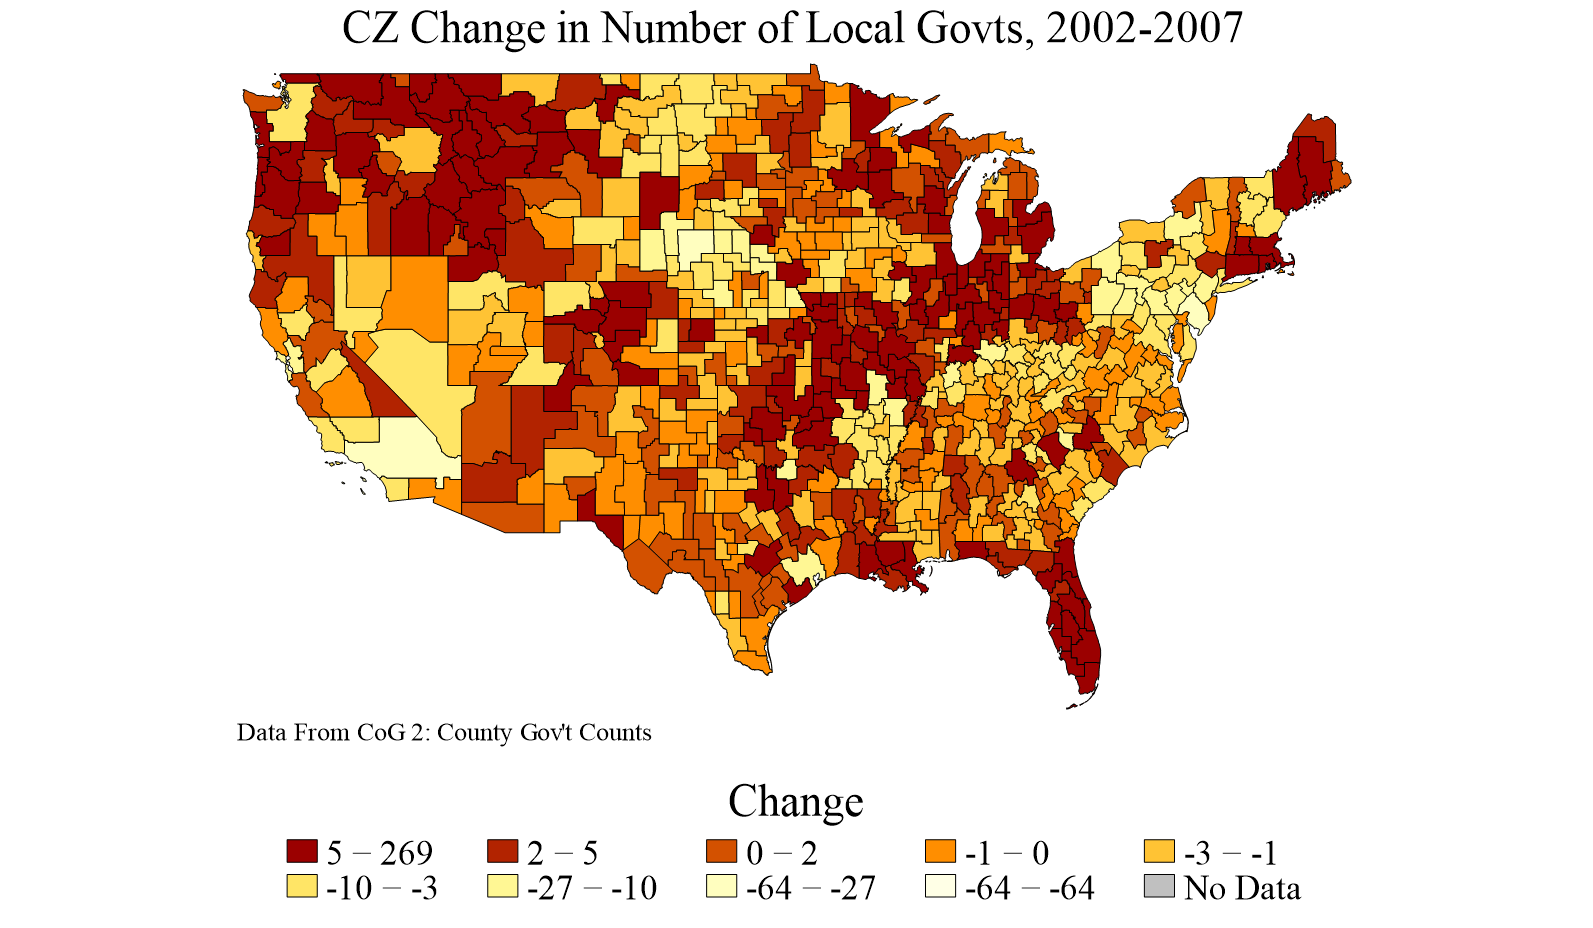 CZ Change in Number of Local Govts, 2002-2007
Data From CoG 2: County Gov't Counts
Change
5 − 269
2 − 5
0 − 2
-1 − 0
-3 − -1
-10 − -3
-27 − -10
-64 − -27
-64 − -64
No Data